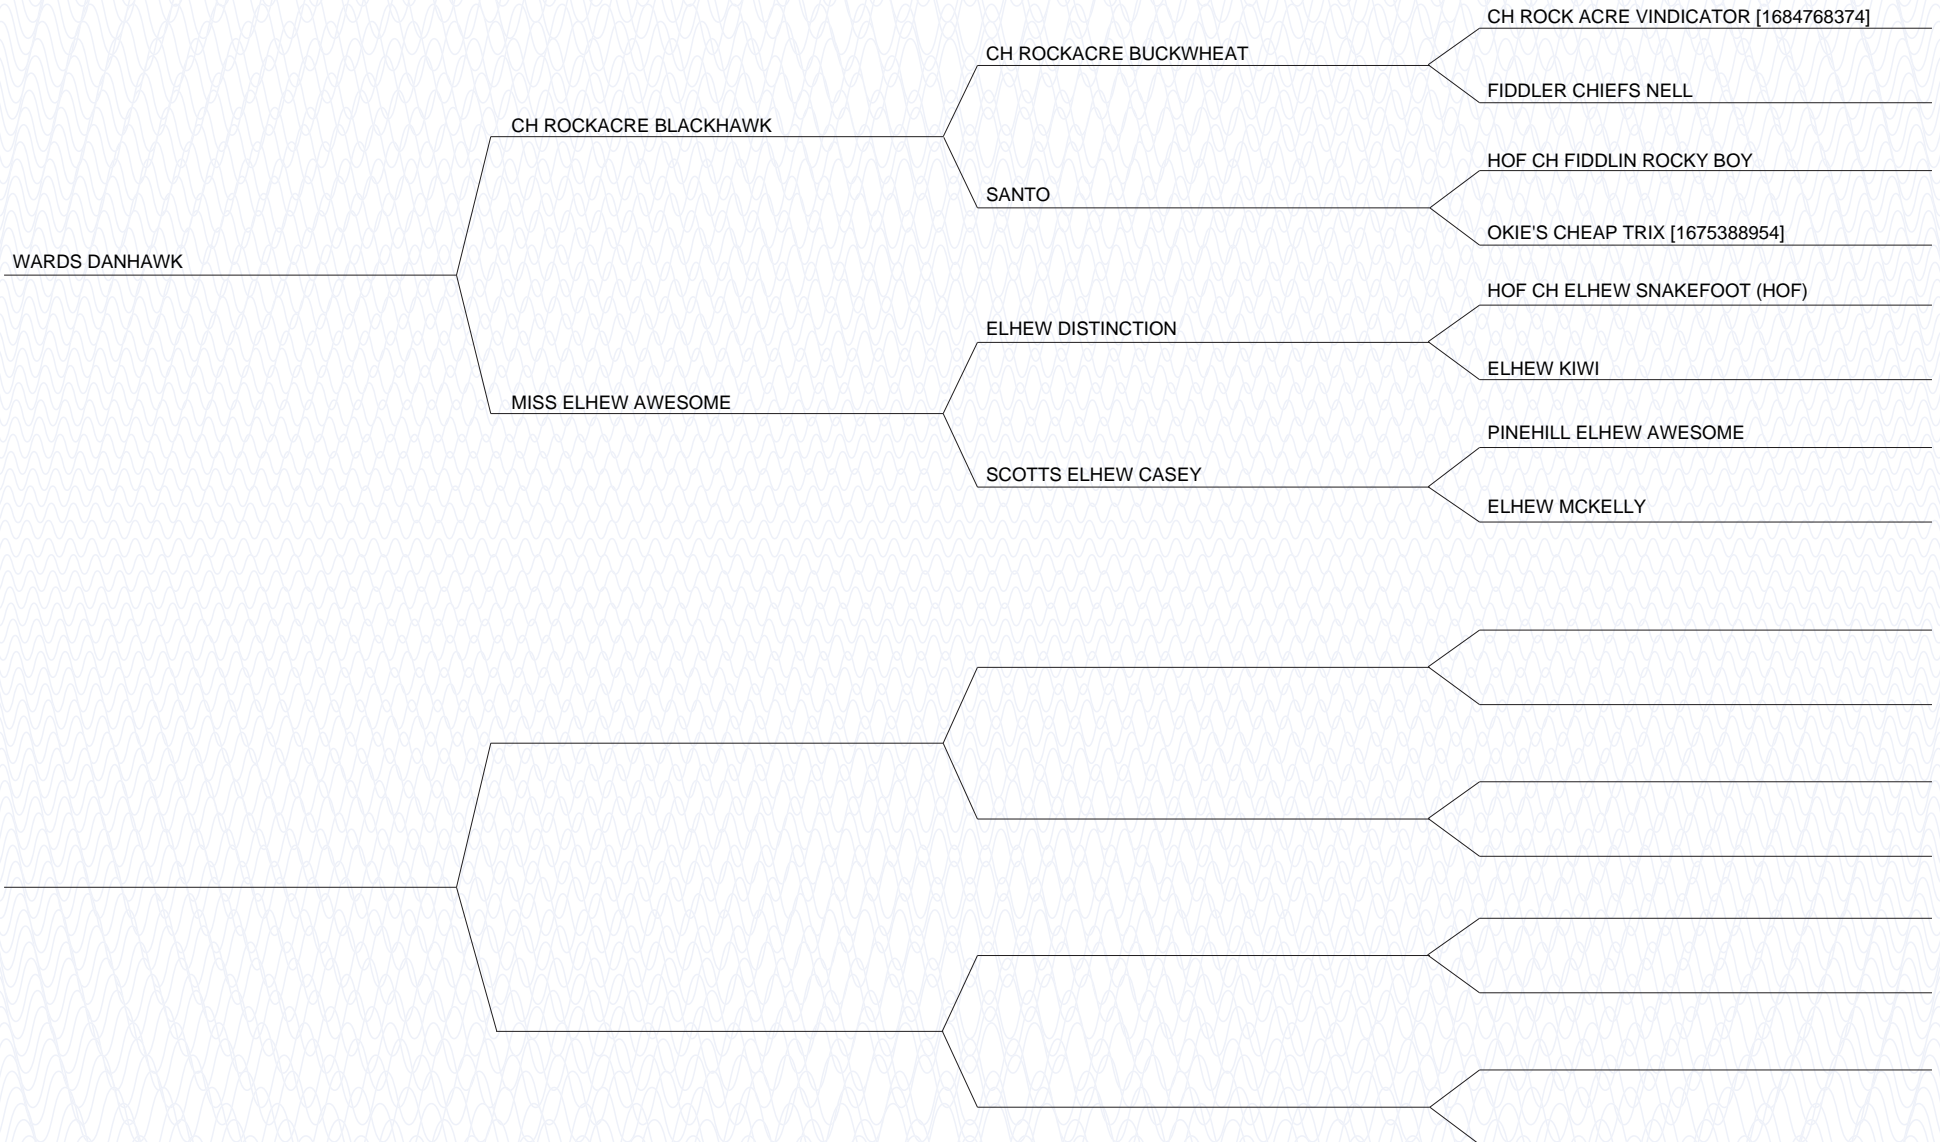 CH ROCK ACRE VINDICATOR [1684768374]
CH ROCKACRE BUCKWHEAT
FIDDLER CHIEFS NELL
CH ROCKACRE BLACKHAWK
HOF CH FIDDLIN ROCKY BOY
SANTO
OKIE'S CHEAP TRIX [1675388954]
WARDS DANHAWK
HOF CH ELHEW SNAKEFOOT (HOF)
ELHEW DISTINCTION
ELHEW KIWI
MISS ELHEW AWESOME
PINEHILL ELHEW AWESOME
SCOTTS ELHEW CASEY
ELHEW MCKELLY